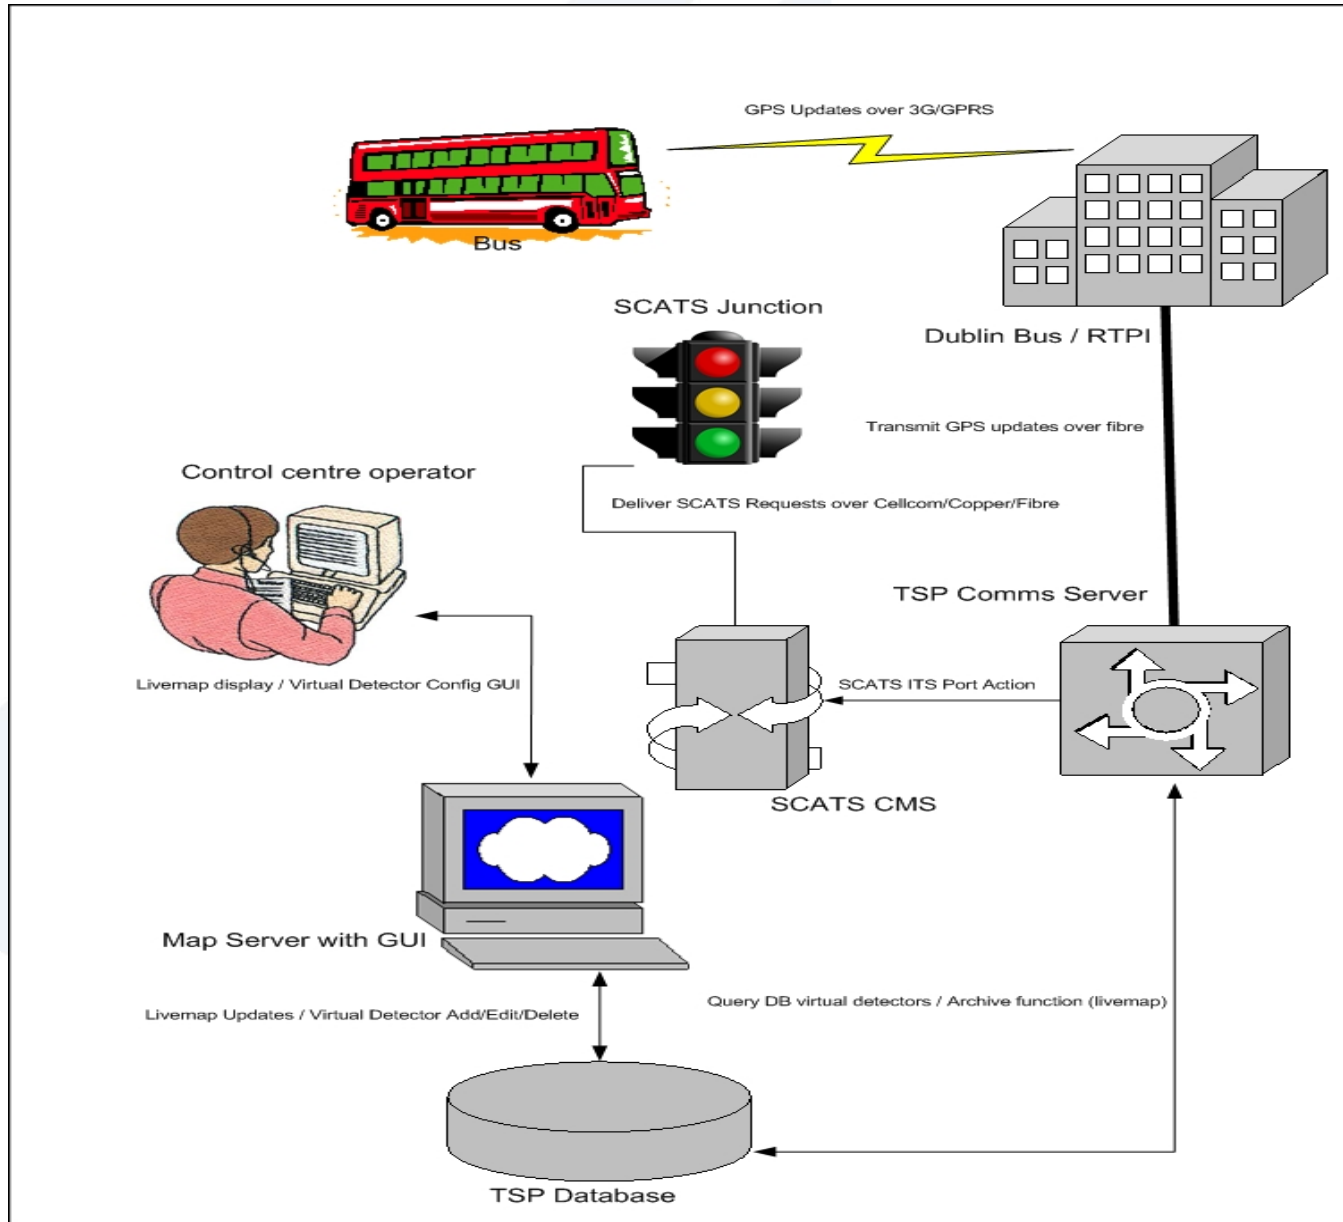 GPS Updates over 3G/GPRS
Bus
SCATS Junction
Dublin Bus / RTPI
Transmit GPS updates over fibre
Control centre operator
Deliver SCATS Requests over Cellcom/Copper/Fibre
TSP Comms Server
Livemap display / Virtual Detector Config GUI
SCATS ITS Port Action
SCATS CMS
Map Server with GUI
Query DB virtual detectors / Archive function (livemap)
Livemap Updates / Virtual Detector Add/Edit/Delete
TSP Database